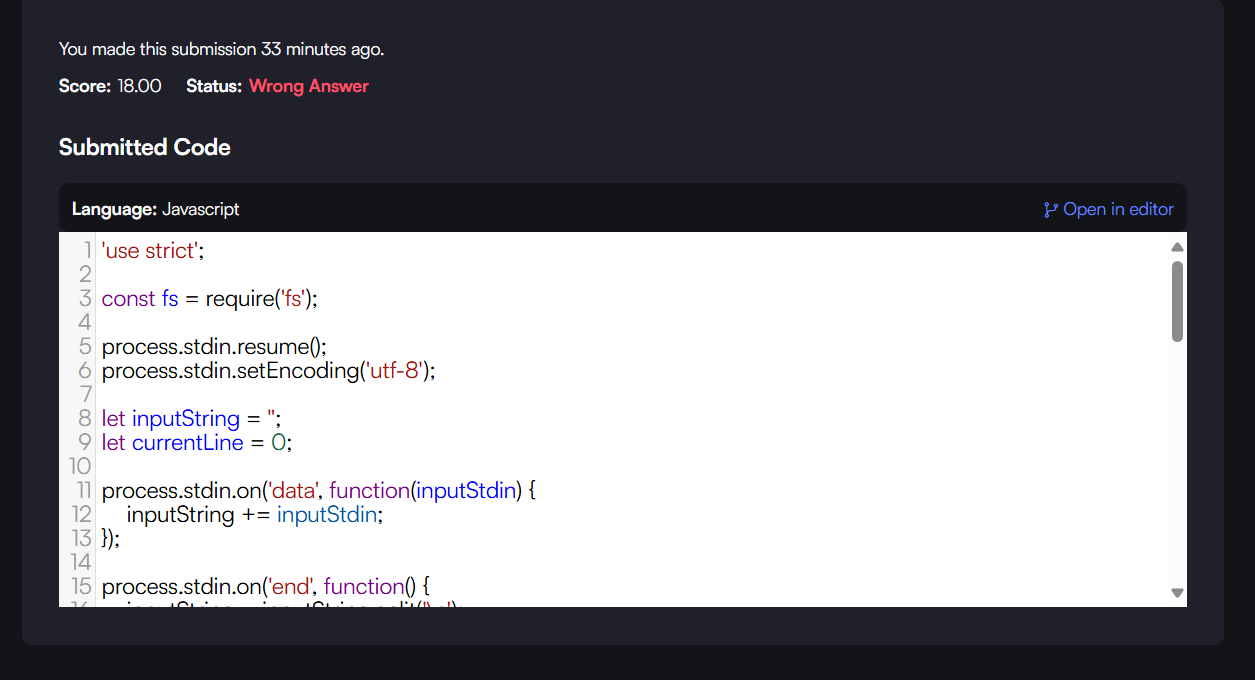 You made this submission 33 minutes ago.
Score: 18.00 Status: Wrong Answer
Submitted Code
Language: Javascript Open in editor
1 'use strict';
2
3 const fs = require('fs');
4
5 process.stdin.resume();
6 process.stdin.setEncoding('utf-8');
7
8 let inputString = '';
9 let currentLine = 0;
10
11 process.stdin.on('data', function(inputStdin) {
12 inputString += inputStdin;
13 });
14
15 process.stdin.on('end', function() {